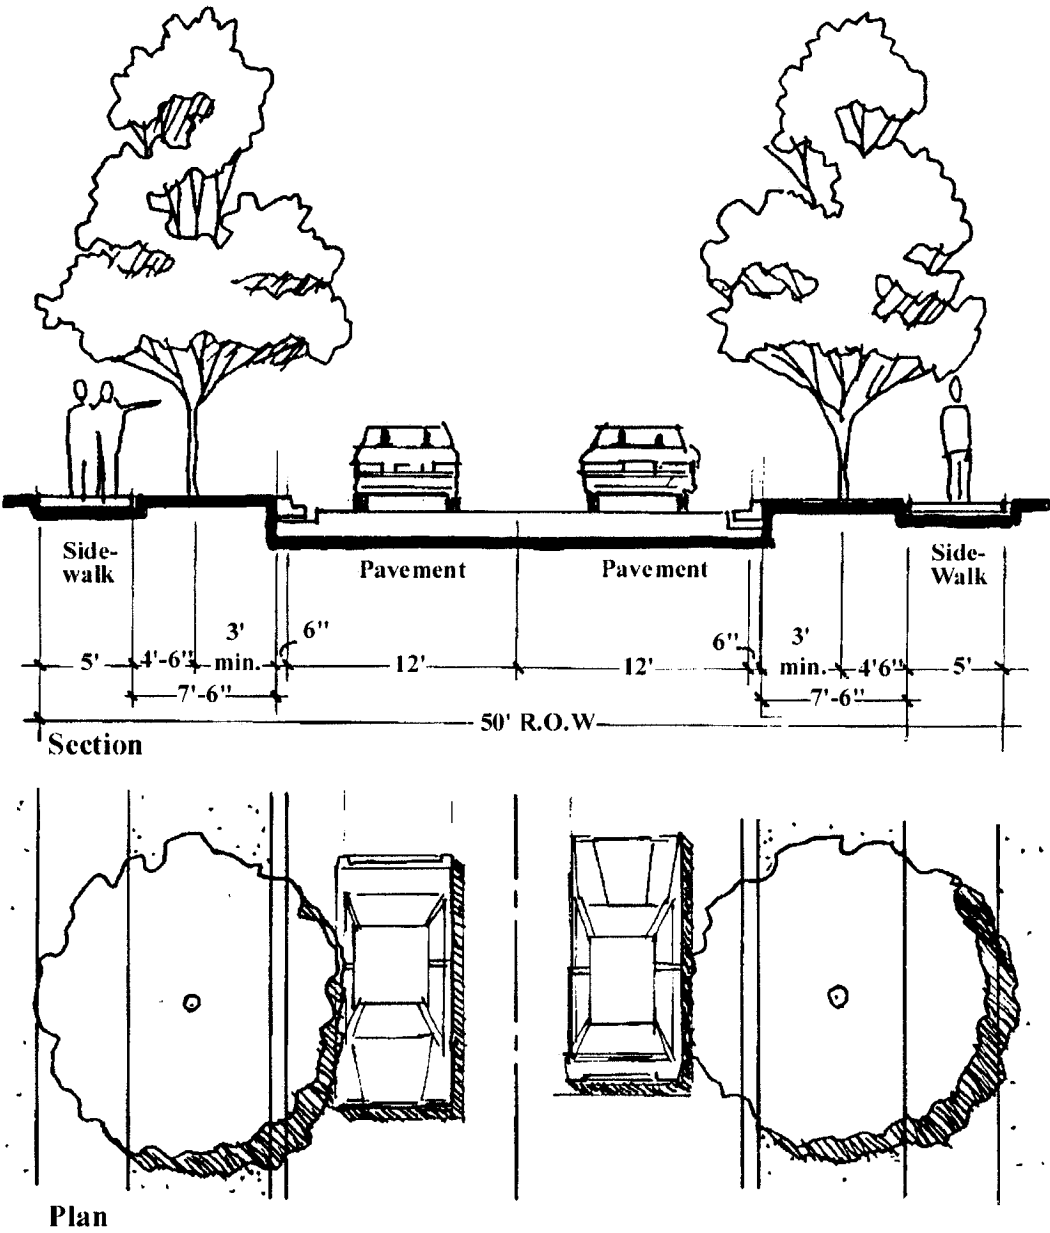 Side-
walk
Pavement
Pavement
Side-
Walk
5'
4'-6"
3'
min.
6"
12'
12'
6"
3'
min.
4'6"
5'
7'-6"
7'-6"
50' R.O.W
Section
Plan